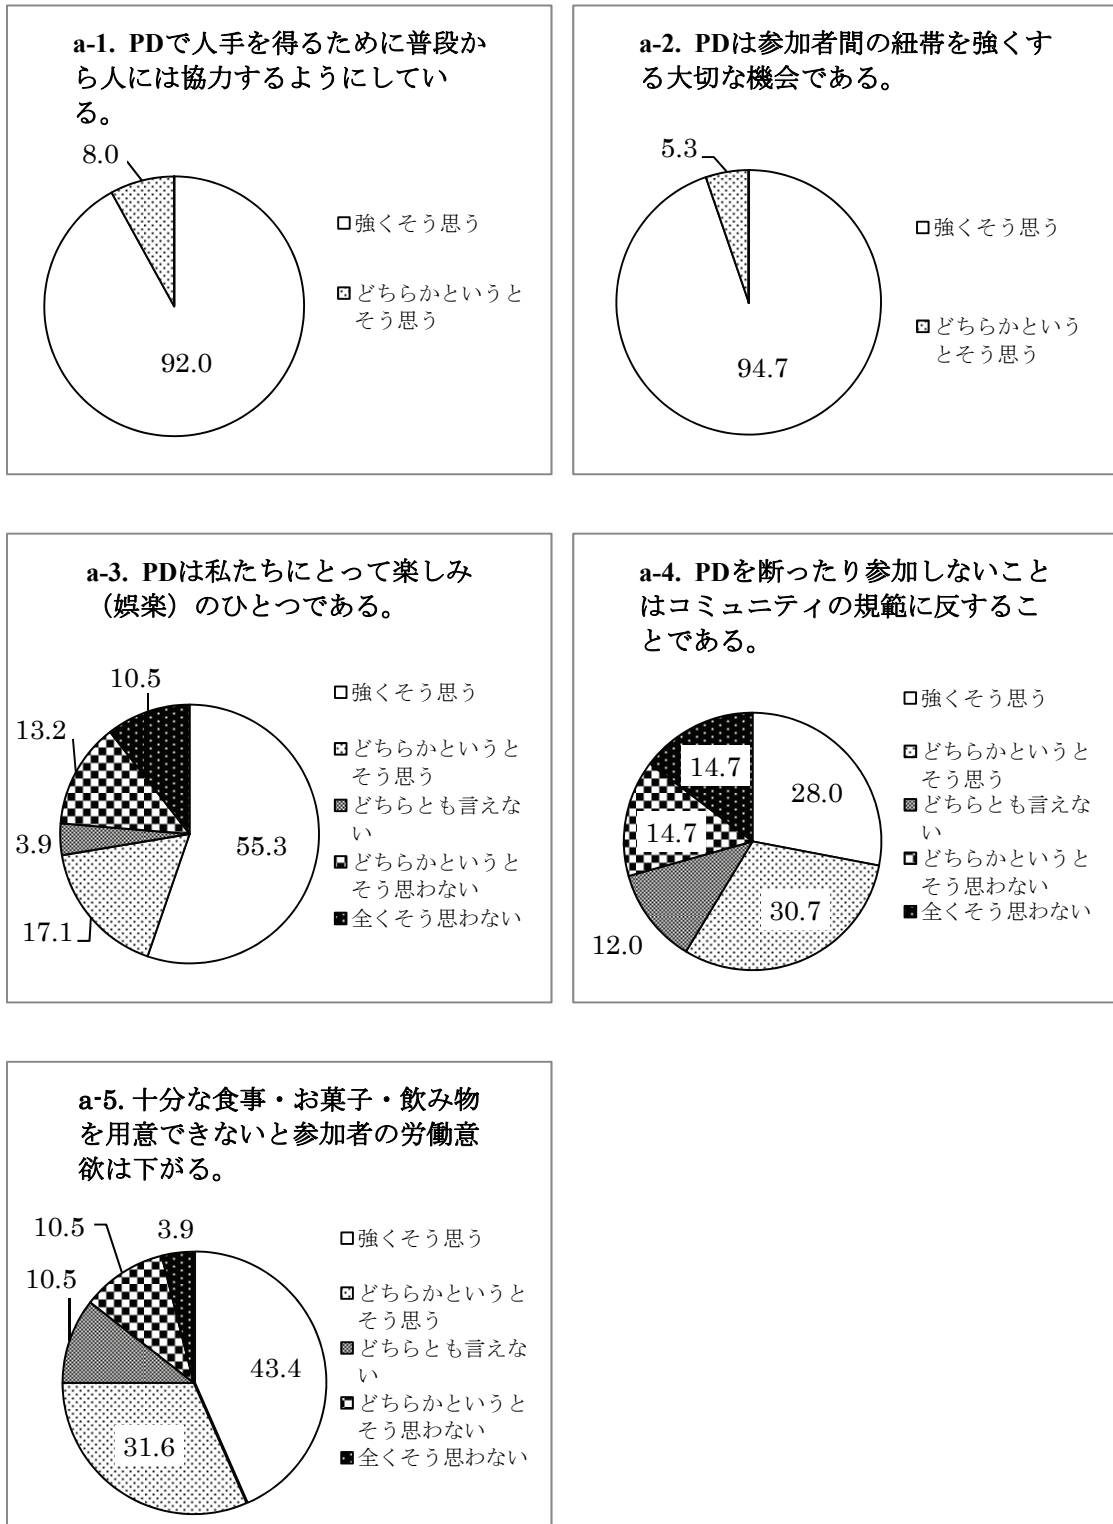 a-1. PDで人手を得るために普段か
ら人には協力するようにしてい
る。
8.0
92.0
強くそう思う
どちらかというと
そう思う
a-2. PDは参加者間の紐帯を強くす
る大切な機会である。
5.3
94.7
強くそう思う
どちらかという
とそう思う
a-3. PDは私たちにとって楽しみ
（娯楽）のひとつである。
10.5
13.2
3.9
17.1
55.3
強くそう思う
どちらかというと
そう思う
どちらとも言えな
い
どちらかというと
そう思わない
全くそう思わない
a-4. PDを断ったり参加しないこと
はコミュニティの規範に反するこ
とである。
14.7
14.7
12.0
30.7
28.0
強くそう思う
どちらかというと
そう思う
どちらとも言えな
い
どちらかというと
そう思わない
全くそう思わない
a-5. 十分な食事・お菓子・飲み物
を用意できないと参加者の労働意
欲は下がる。
10.5
3.9
10.5
43.4
31.6
強くそう思う
どちらかというと
そう思う
どちらとも言えな
い
どちらかというと
そう思わない
全くそう思わない